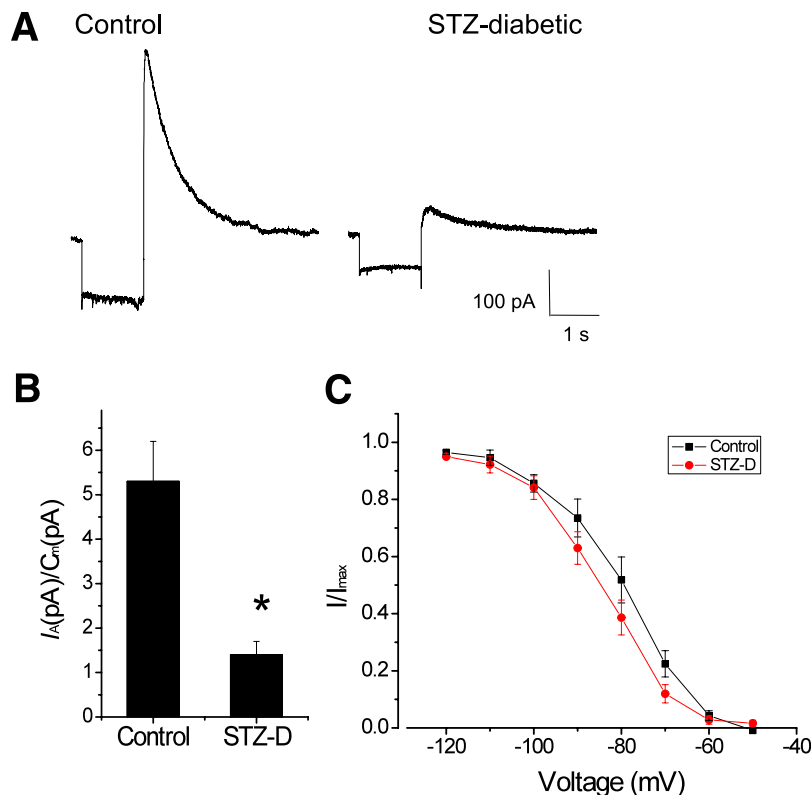 A
Control
STZ-diabetic
100 pA
1 s
B
I_A(pA)/C_m(pA)
6
5
4
3
2
1
0
Control
STZ-D
*
C
I/I_max
1.0
0.8
0.6
0.4
0.2
0.0
Control
STZ-D
-120 -100 -80 -60 -40
Voltage (mV)